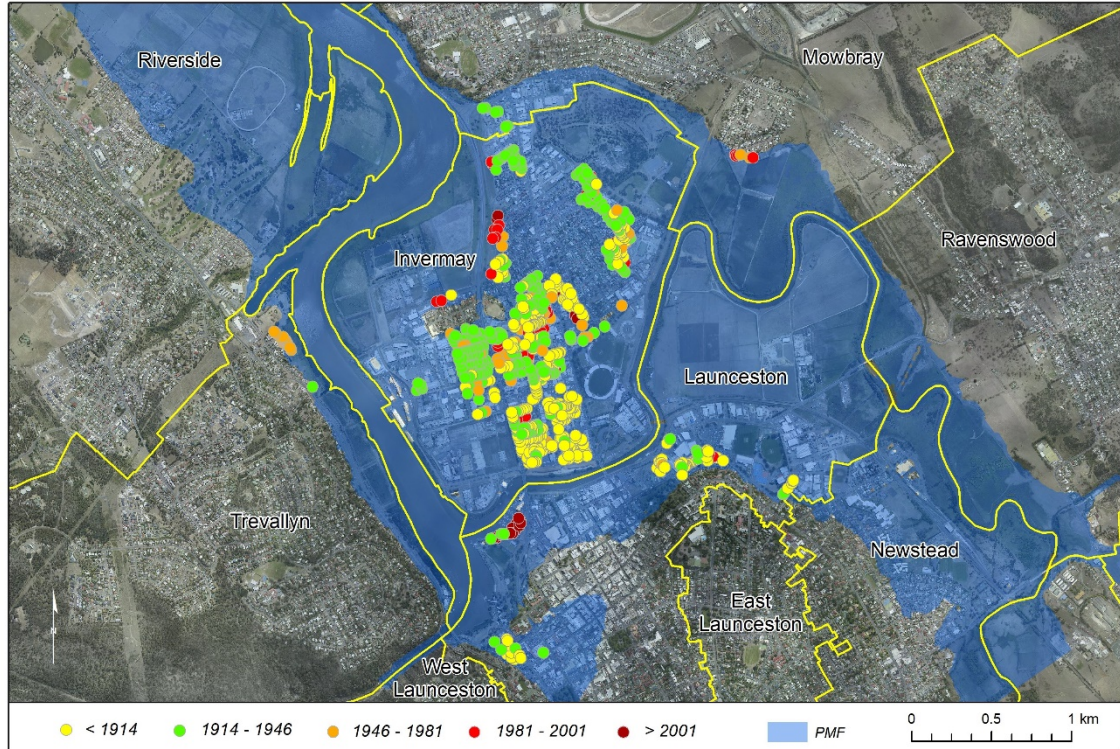 Riverside
Mowbray
Ravenswood
Invermay
Launceston
Trevallyn
Newstead
East
Launceston
West
Launceston
N
< 1914
1914 - 1946
1946 - 1981
1981 - 2001
> 2001
PMF
0 0.5 1 km